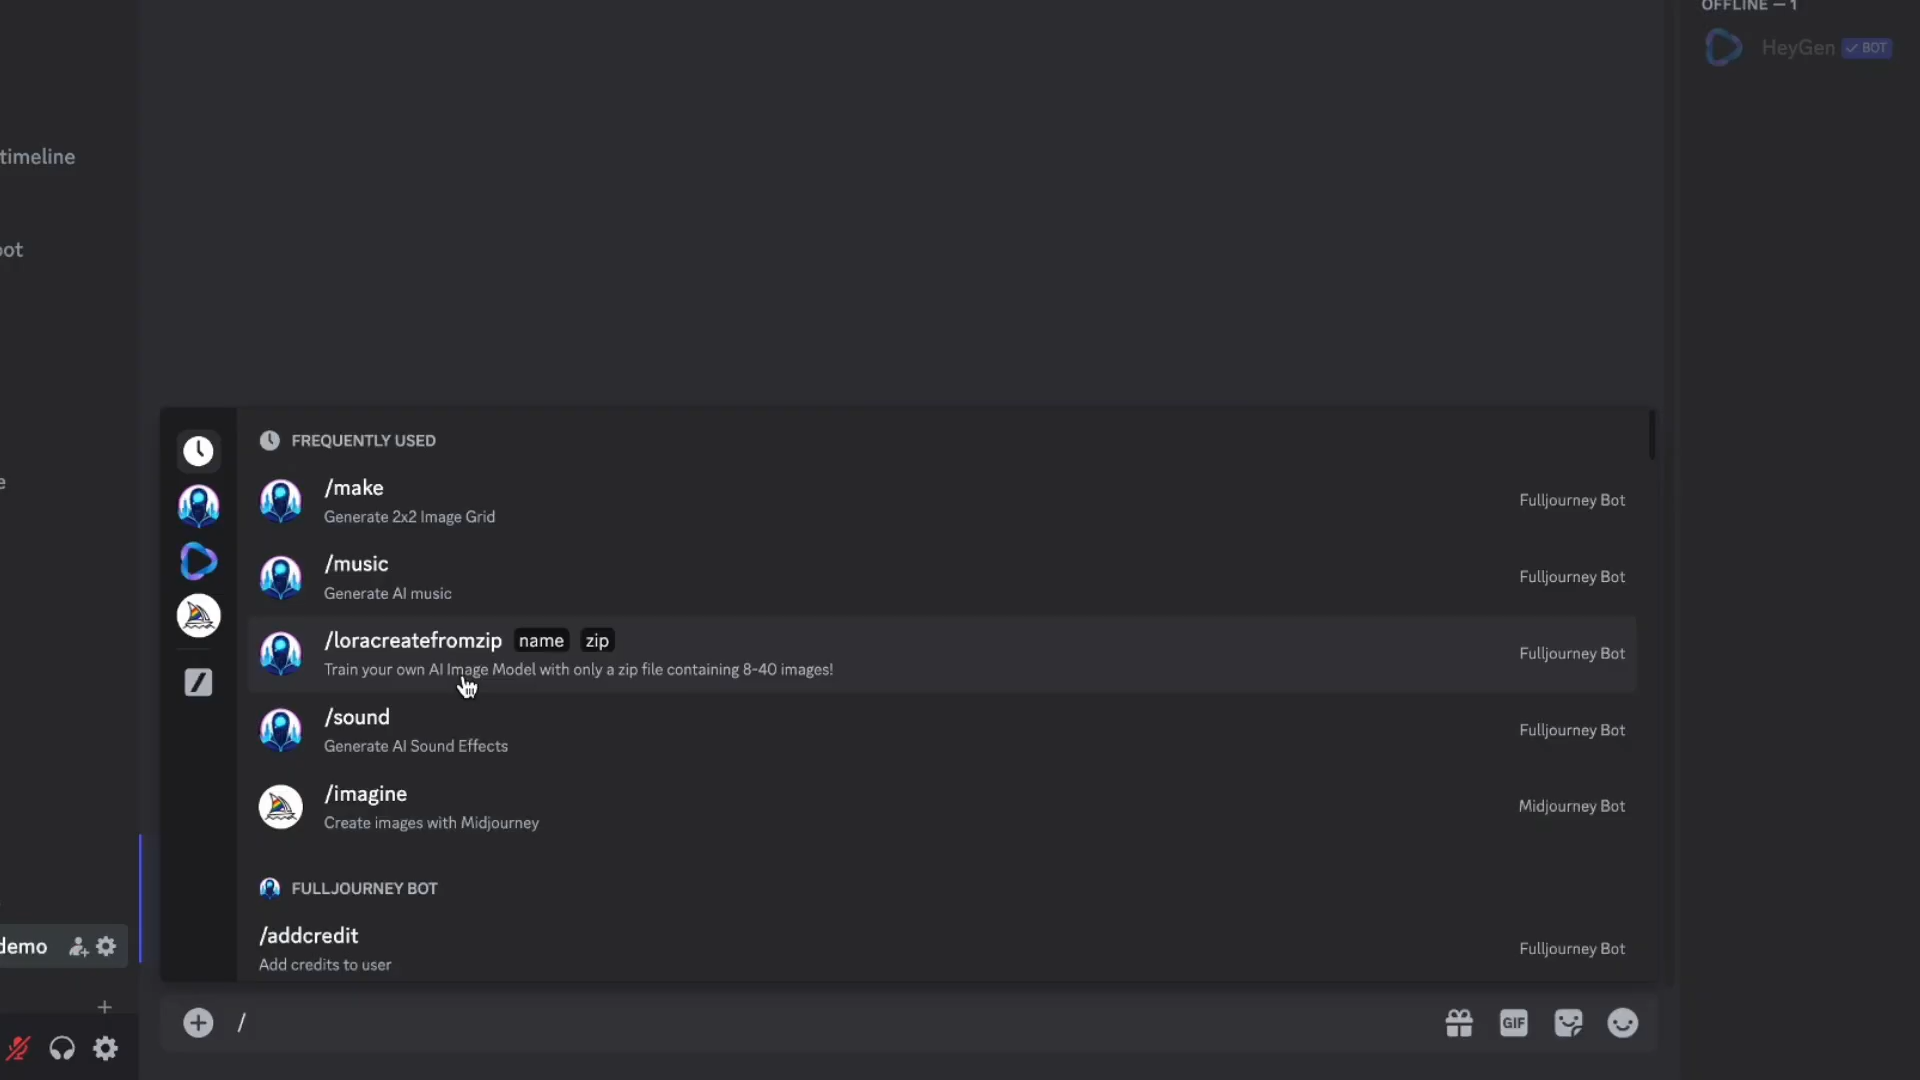 OFFLINE — 1
HeyGen BOT
timeline
FREQUENTLY USED
/make
Generate 2x2 Image Grid
Fulljourney Bot
/music
Generate AI music
Fulljourney Bot
/loracreatefromzip name zip
Train your own AI Image Model with only a zip file containing 8-40 images!
Fulljourney Bot
/sound
Generate AI Sound Effects
Fulljourney Bot
/imagine
Create images with Midjourney
Midjourney Bot
FULLJOURNEY BOT
/addcredit
Add credits to user
Fulljourney Bot
demo
/
GIF